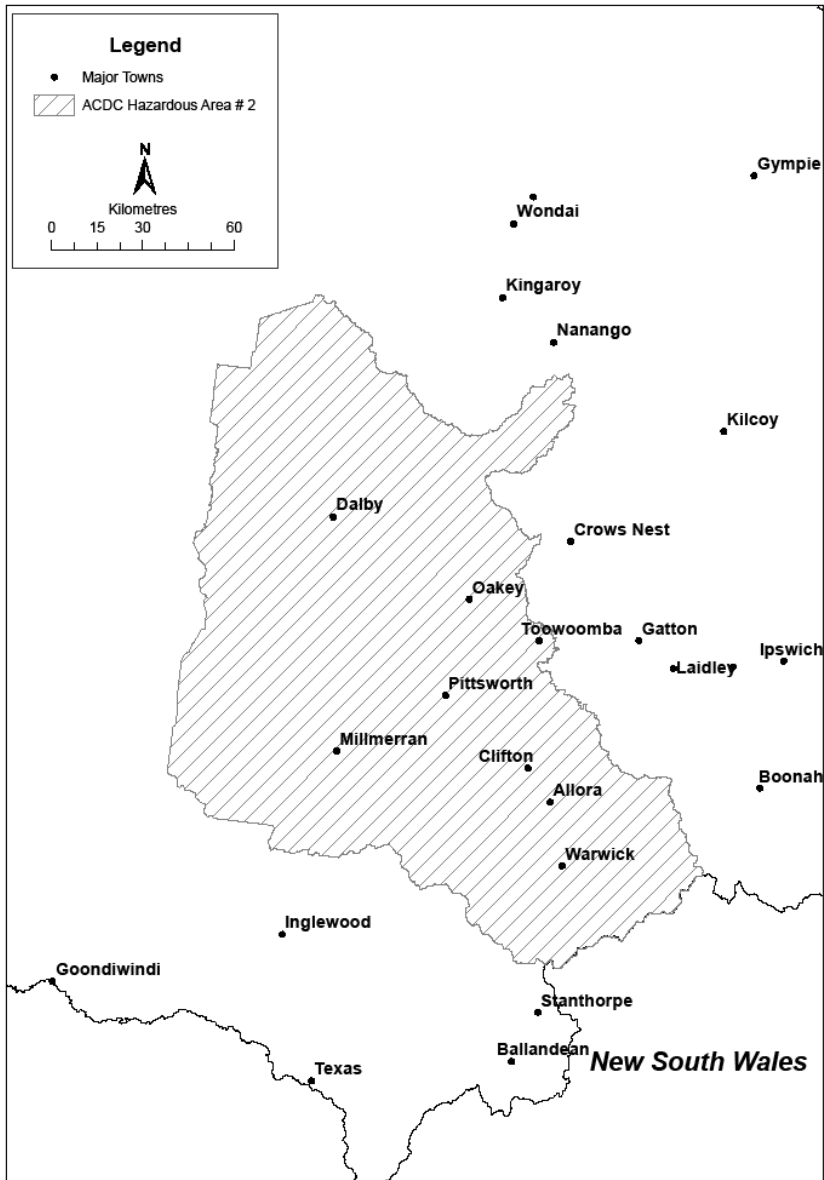 Legend
Major Towns
ACDC Hazardous Area # 2
N
Kilometres
0 15 30 60
Gympie
Wondai
Kingaroy
Nanango
Kilcoy
Dalby
Crows Nest
Oakey
Toowoomba
Gatton
Ipswich
Laidley
Pittsworth
Millmerran
Clifton
Boonah
Allora
Warwick
Inglewood
Goondiwindi
Stanthorpe
Ballandean
New South Wales
Texas